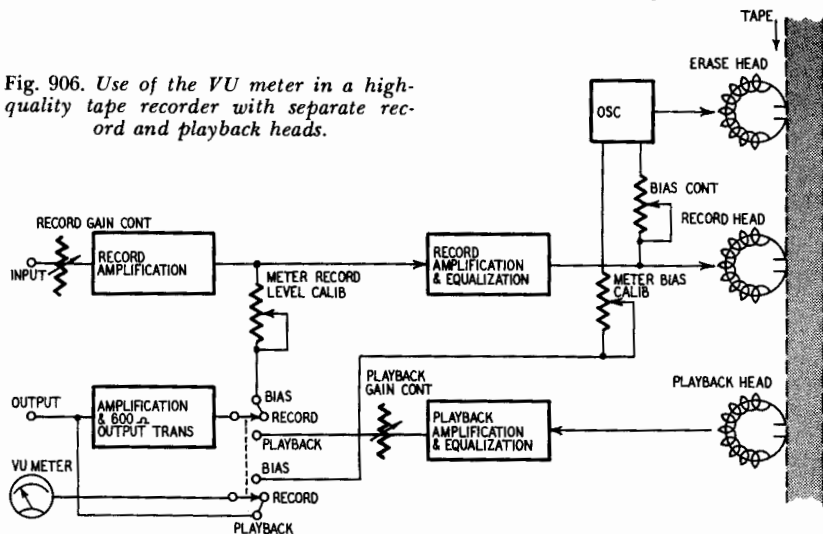 Fig. 906. Use of the VU meter in a high-
quality tape recorder with separate rec-
ord and playback heads.
TAPE
ERASE HEAD
OSC
BIAS CONT
RECORD HEAD
RECORD GAIN CONT
INPUT
RECORD
AMPLIFICATION
METER RECORD
LEVEL CALIB
RECORD
AMPLIFICATION
& EQUALIZATION
METER BIAS
CALIB
OUTPUT
AMPLIFICATION
& 600 Ω
OUTPUT TRANS
BIAS
RECORD
PLAYBACK
PLAYBACK
GAIN CONT
PLAYBACK
AMPLIFICATION
& EQUALIZATION
PLAYBACK HEAD
VU METER
BIAS
RECORD
PLAYBACK